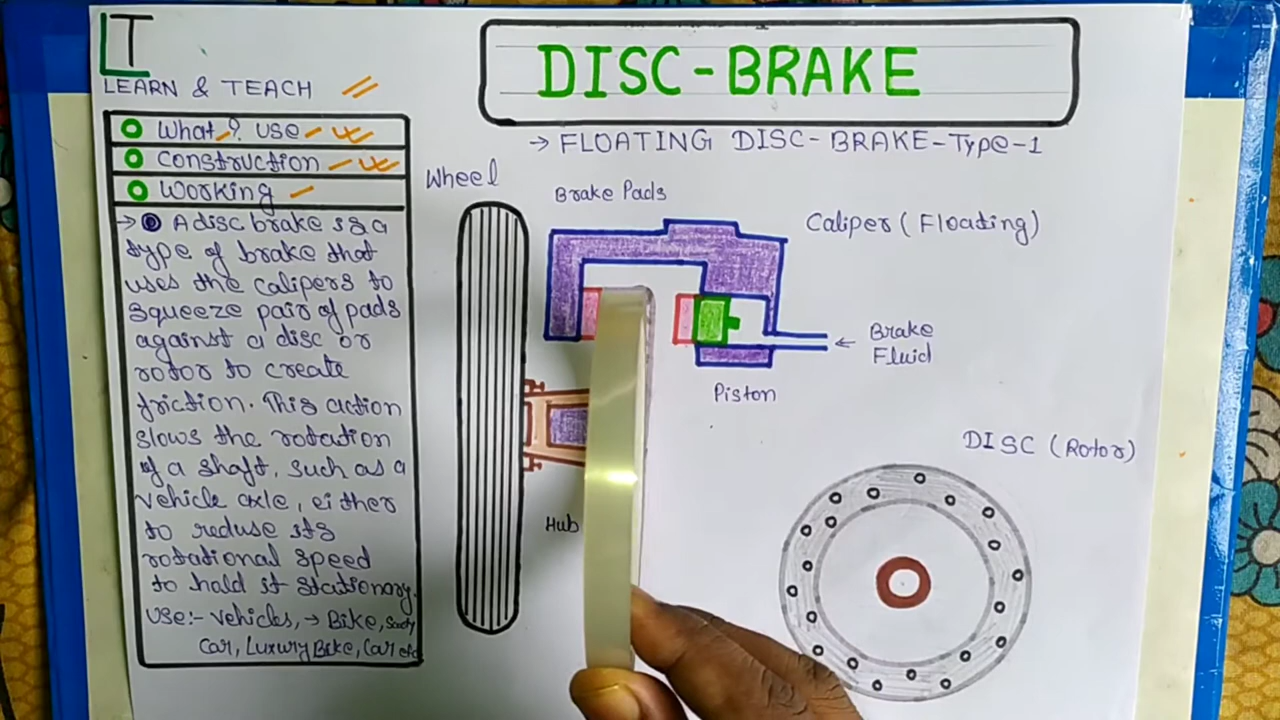 LT
LEARN & TEACH
DISC-BRAKE
→ FLOATING DISC-BRAKE-Type-1
What? use
Construction
Working
→ A disc brake is a
type of brake that
uses the calipers to
squeeze pair of pads
against a disc or
rotor to create
friction. This action
slows the rotation
of a shaft, such as a
vehicle axle, either
to reduse its
rotational speed
to hald it stationary.
Use:- Vehicles, → Bike,
Car, Luxury Bike, Car etc
Wheel
Brake Pads
Caliper (Floating)
Brake
Fluid
Piston
Hub
DISC (Rotor)